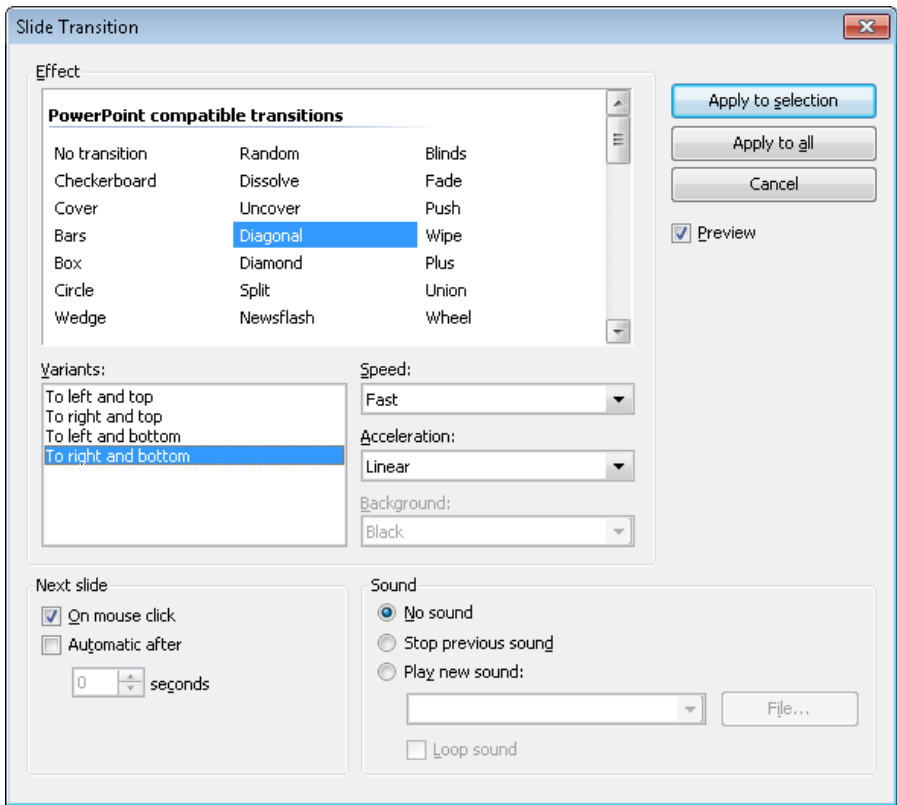 Slide Transition
Effect
PowerPoint compatible transitions
No transition Random Blinds
Checkerboard Dissolve Fade
Cover Uncover Push
Bars Diagonal Wipe
Box Diamond Plus
Circle Split Union
Wedge Newsflash Wheel
Apply to selection
Apply to all
Cancel
Preview
Variants:
To left and top
To right and top
To left and bottom
To right and bottom
Speed:
Fast
Acceleration:
Linear
Background:
Black
Next slide
On mouse click
Automatic after
0 seconds
Sound
No sound
Stop previous sound
Play new sound:
File...
Loop sound